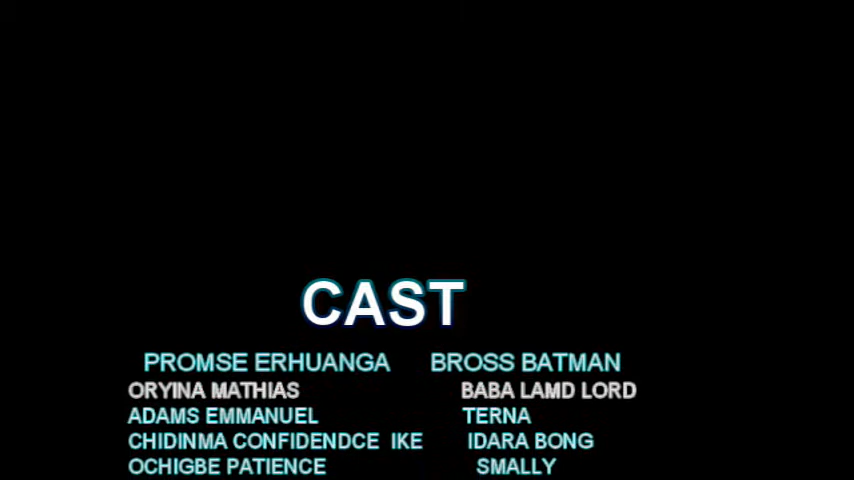 CAST
PROMSE ERHUANGA BROSS BATMAN
ORYINA MATHIAS BABA LAMD LORD
ADAMS EMMANUEL TERNA
CHIDINMA CONFIDENDCE IKE IDARA BONG
OCHIGBE PATIENCE SMALLY